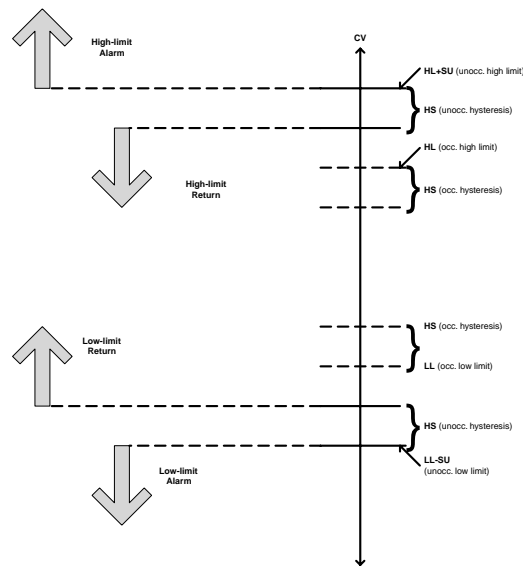 High-limit
Alarm
CV
HL+SU (unocc. high limit)
HS (unocc. hysteresis)
HL (occ. high limit)
High-limit
Return
HS (occ. hysteresis)
HS (occ. hysteresis)
Low-limit
Return
LL (occ. low limit)
HS (unocc. hysteresis)
LL-SU
(unocc. low limit)
Low-limit
Alarm